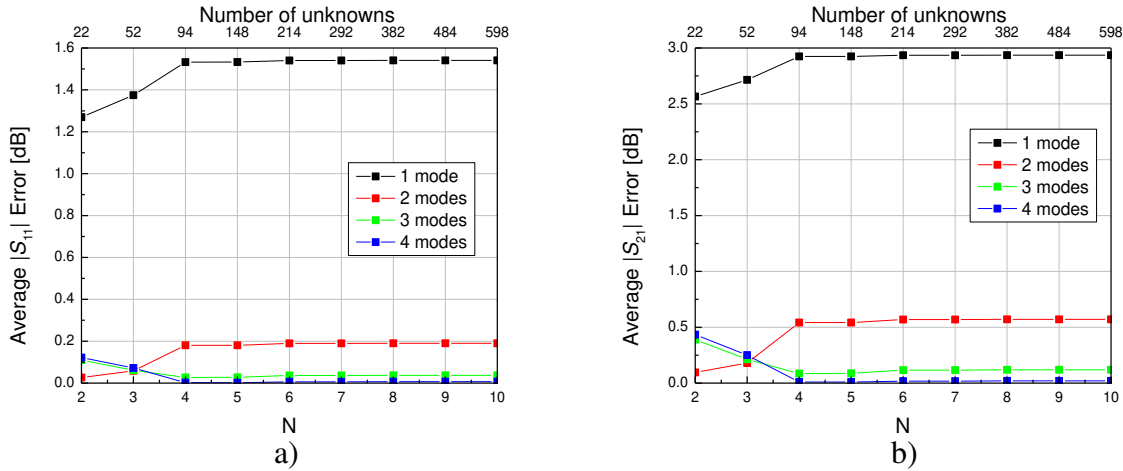 Number of unknowns
22 52 94 148 214 292 382 484 598
1.6
1.4
1.2
1.0
0.8
0.6
0.4
0.2
0.0
Average |S11| Error [dB]
1 mode
2 modes
3 modes
4 modes
2 3 4 5 6 7 8 9 10
N
a)
Number of unknowns
22 52 94 148 214 292 382 484 598
3.0
2.5
2.0
1.5
1.0
0.5
0.0
Average |S21| Error [dB]
1 mode
2 modes
3 modes
4 modes
2 3 4 5 6 7 8 9 10
N
b)